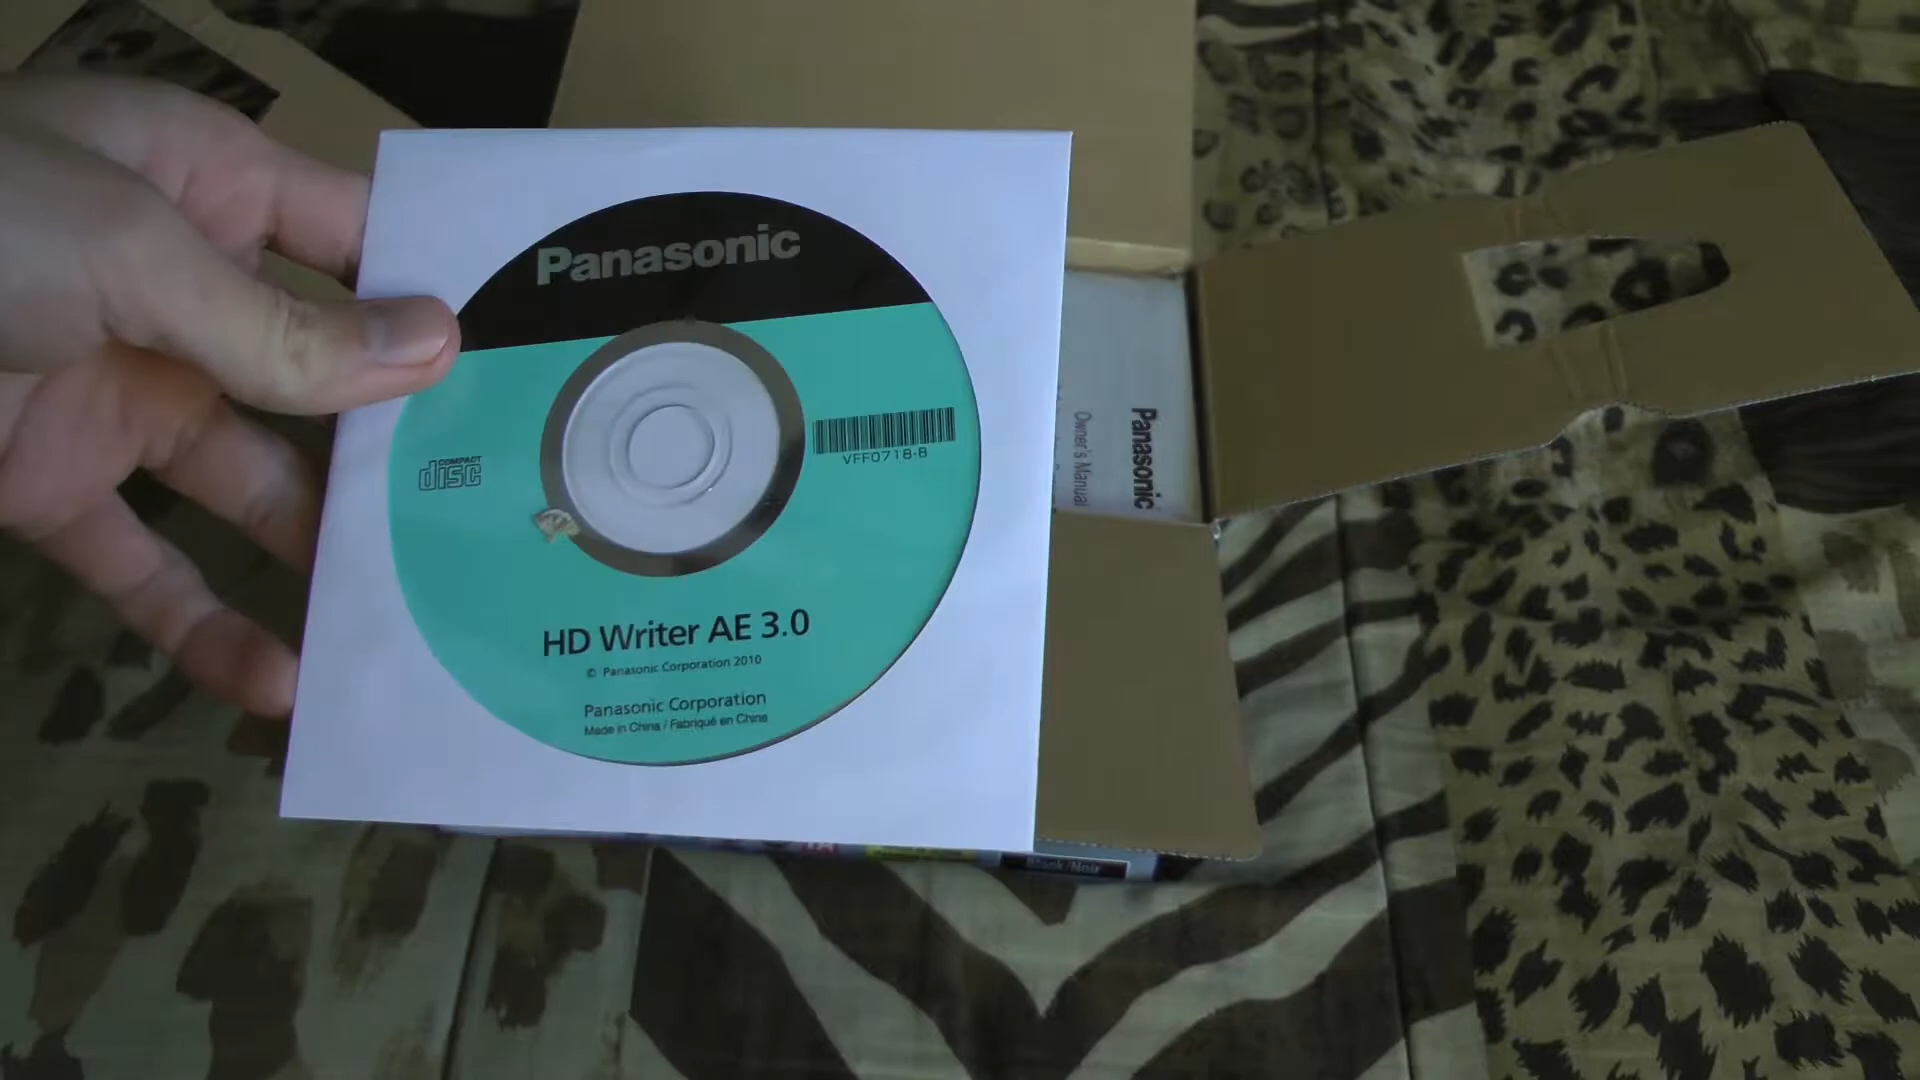 Panasonic
COMPACT
disc
VFF0718-B
HD Writer AE 3.0
© Panasonic Corporation 2010
Panasonic Corporation
Made in China / Fabriqué en Chine
Panasonic
Owner's Manual
Black/Noir